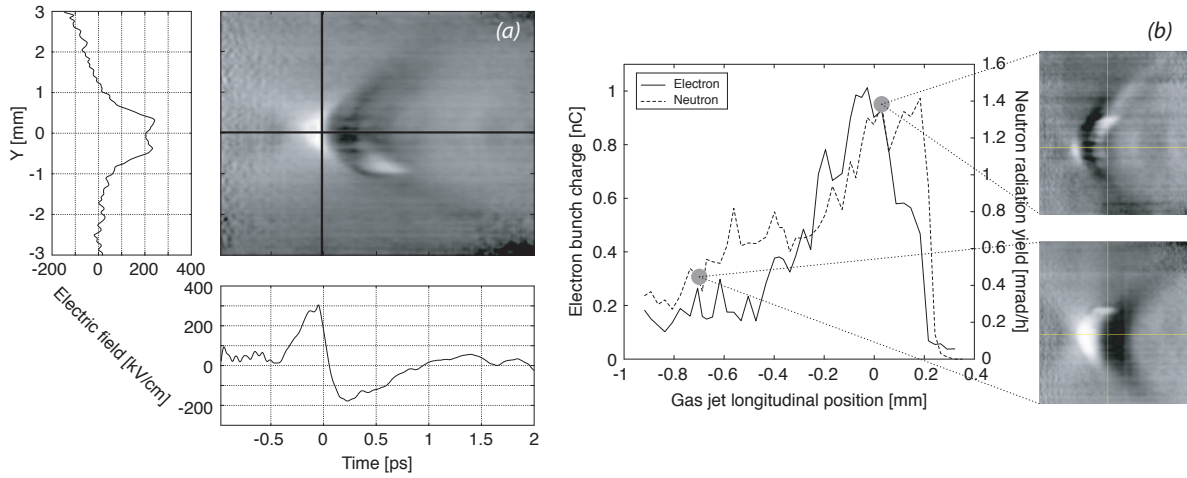 (a)
3
2
1
0
-1
-2
-3
Y [mm]
-200 0 200 400
Electric field [kV/cm]
400
200
0
-200
-0.5 0 0.5 1 1.5 2
Time [ps]
(b)
Electron
Neutron
1
0.8
0.6
0.4
0.2
0
Electron bunch charge [nC]
1.6
1.4
1.2
1
0.8
0.6
0.4
0.2
0
Neutron radiation yield [mrad/h]
-1 -0.8 -0.6 -0.4 -0.2 0 0.2 0.4
Gas jet longitudinal position [mm]